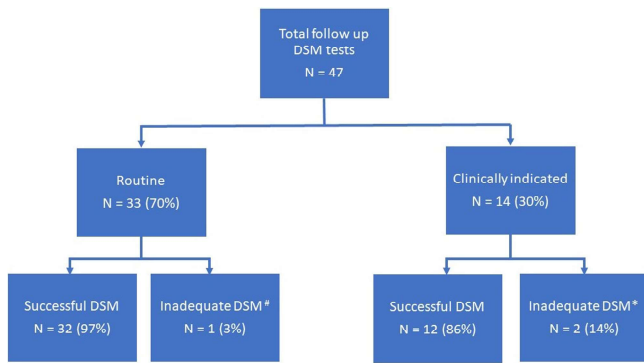 Total follow up
DSM tests
N = 47
Routine
N = 33 (70%)
Clinically indicated
N = 14 (30%)
Successful DSM
N = 32 (97%)
Inadequate DSM#
N = 1 (3%)
Successful DSM
N = 12 (86%)
Inadequate DSM*
N = 2 (14%)